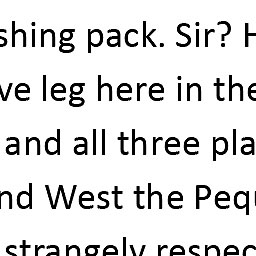 shing pack. Sir? H
ve leg here in the
and all three pla
nd West the Pequ
strangely respec